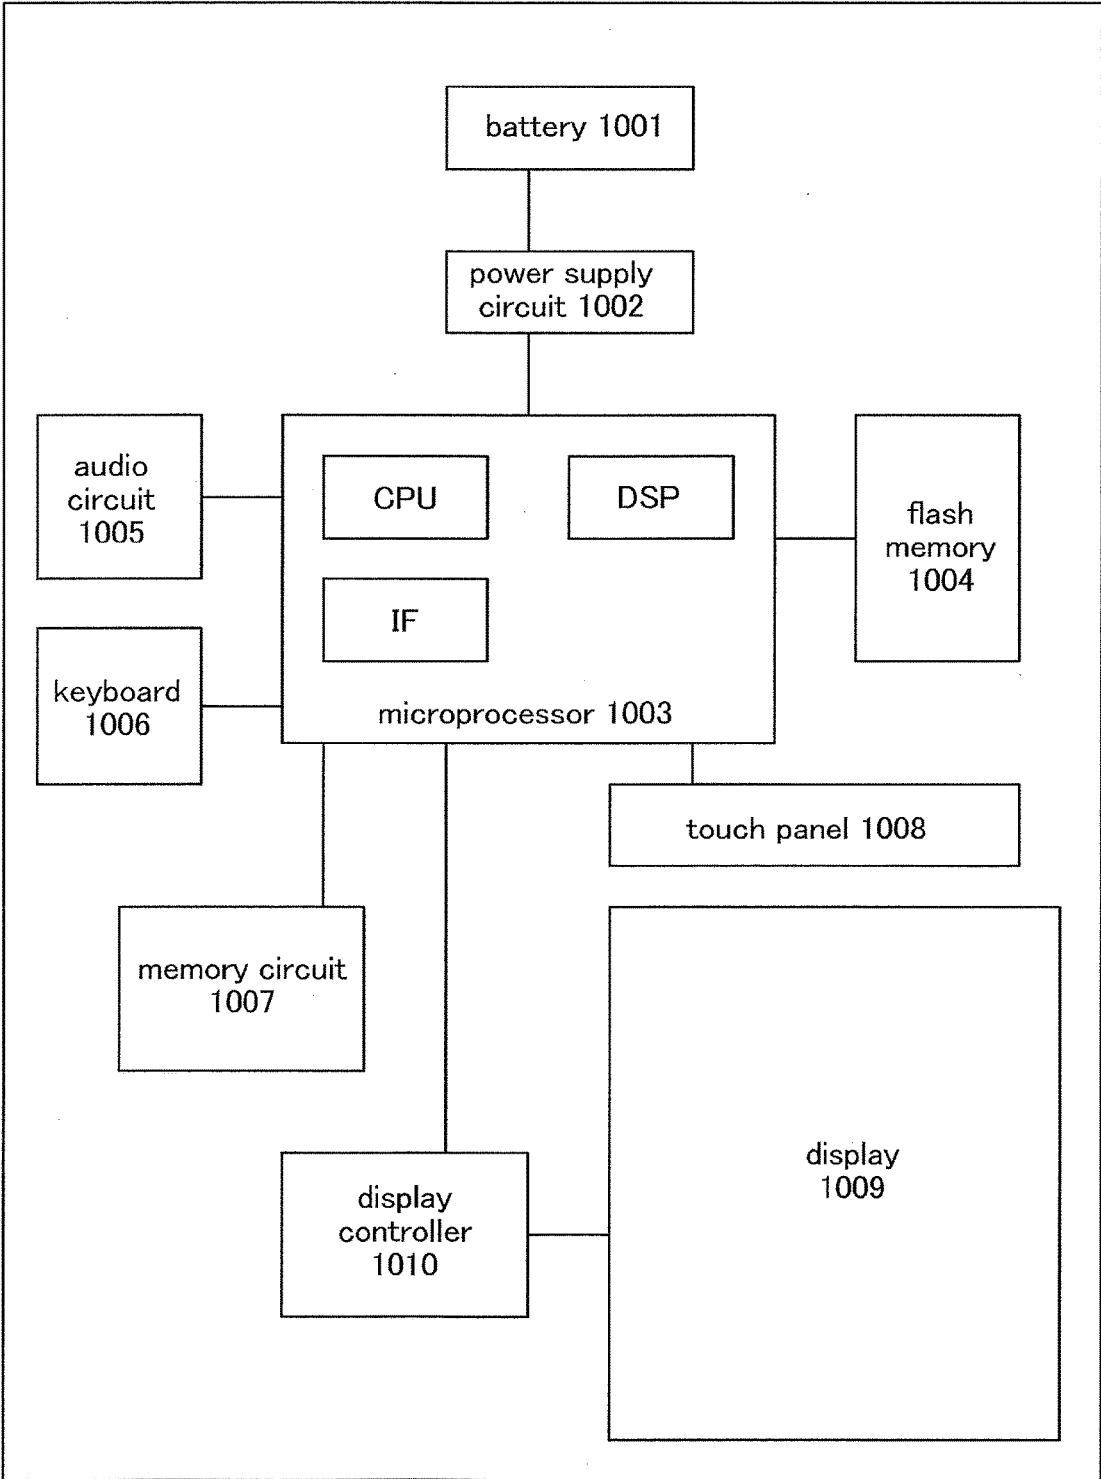 battery 1001
power supply
circuit 1002
audio
circuit
1005
CPU
DSP
flash
memory
1004
IF
keyboard
1006
microprocessor 1003
touch panel 1008
memory circuit
1007
display
1009
display
controller
1010